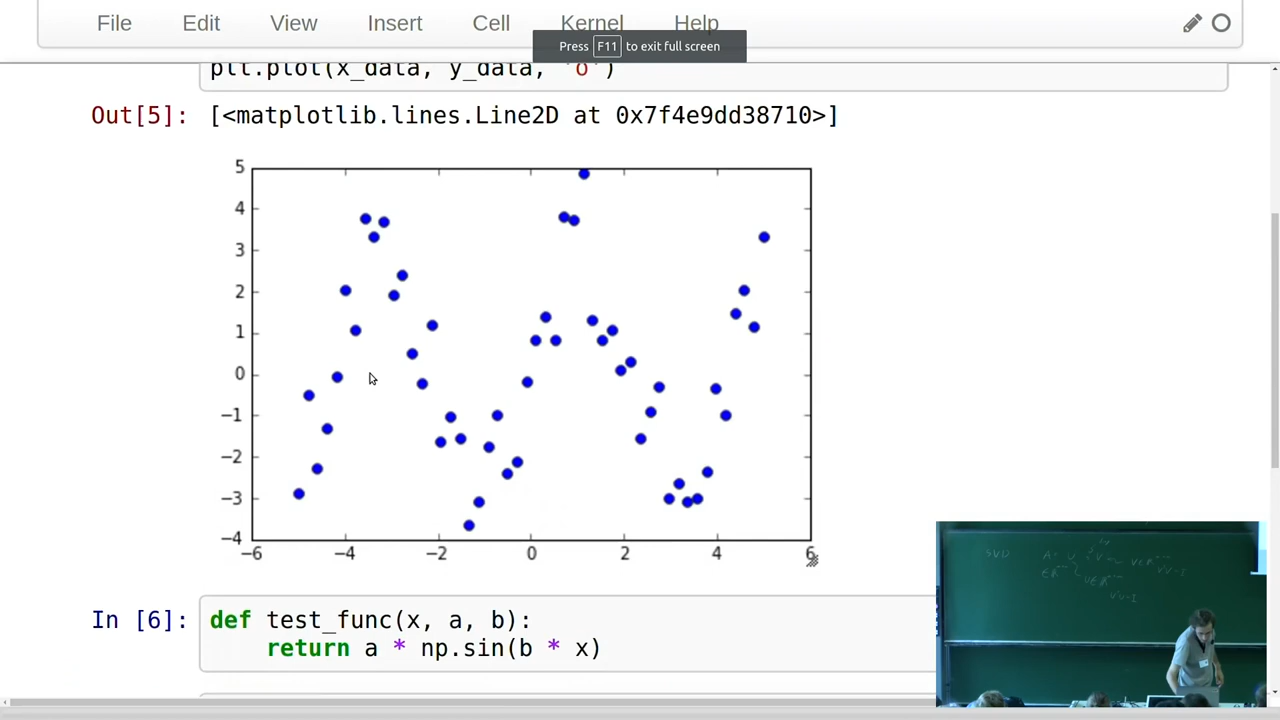 File Edit View Insert Cell Kernel Help
Press F11 to exit full screen
plt.plot(x_data, y_data, 'o')
Out[5]: [<matplotlib.lines.Line2D at 0x7f4e9dd38710>]
5
4
3
2
1
0
−1
−2
−3
−4
−6 −4 −2 0 2 4 6
In [6]: def test_func(x, a, b):
return a * np.sin(b * x)
SVD